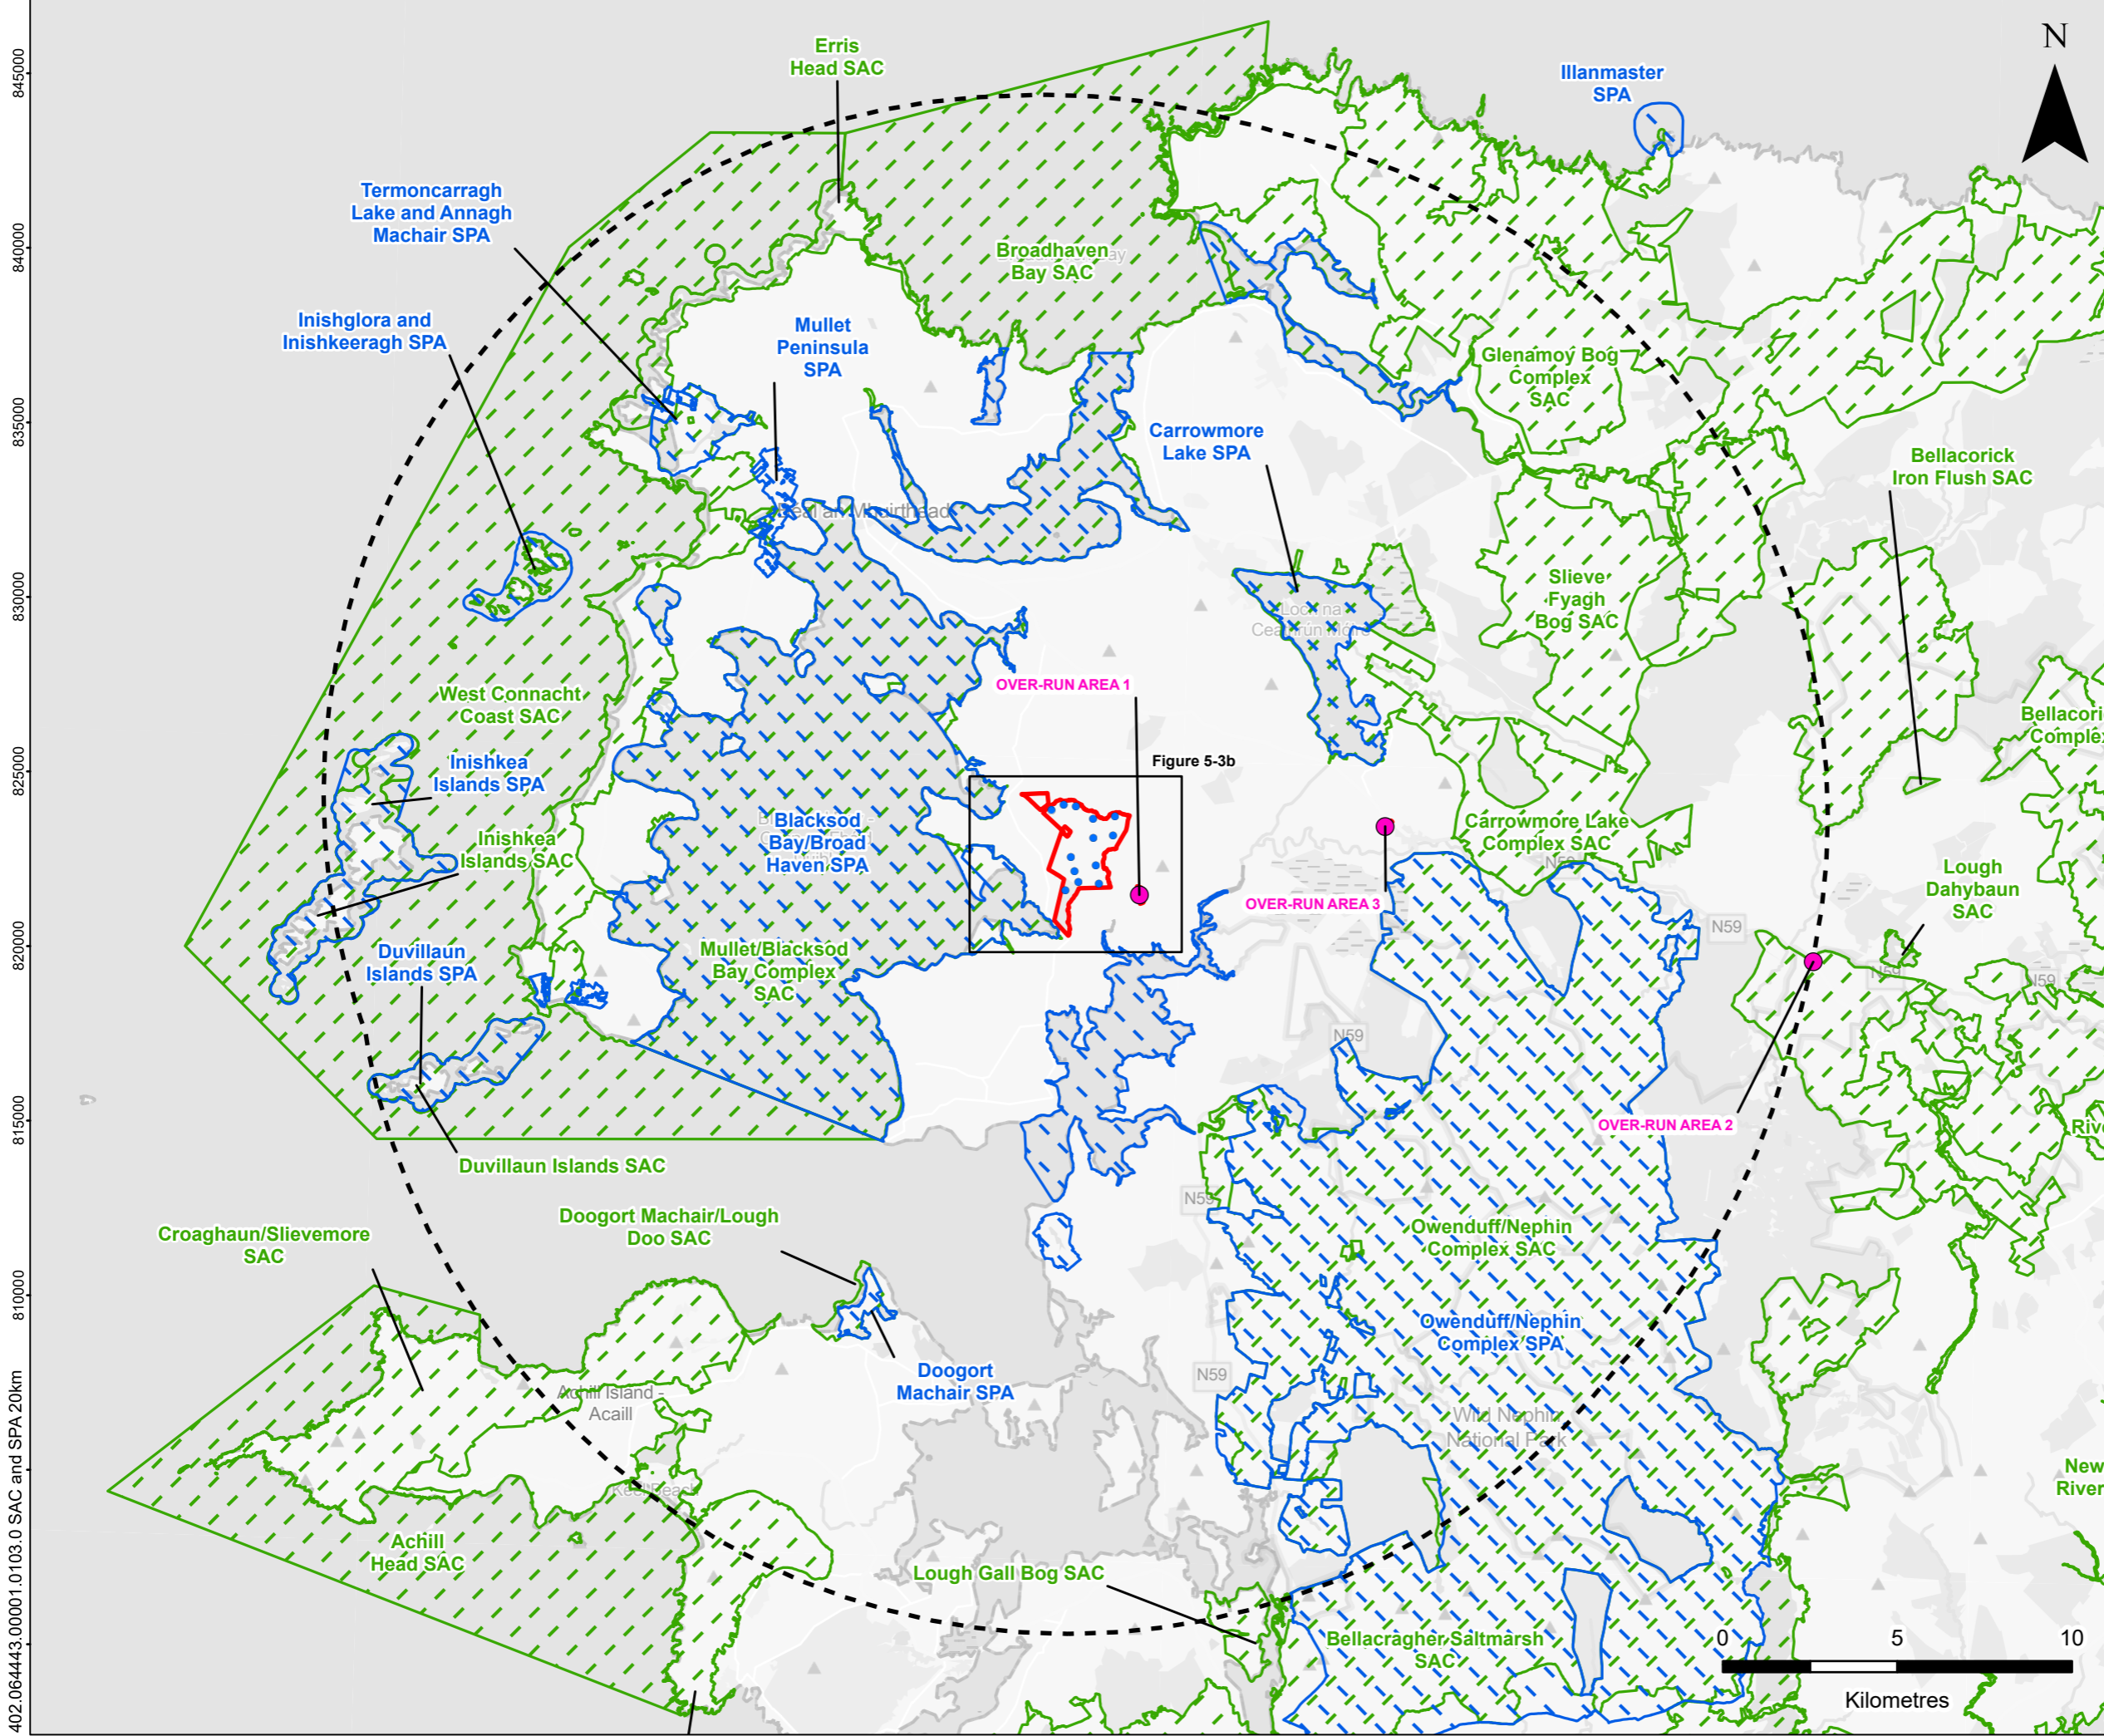 N
845000
840000
835000
830000
825000
820000
815000
810000
402.064443.00001.0103.0 SAC and SPA 20km
Erris
Head SAC
Illanmaster
SPA
Termoncarragh
Lake and Annagh
Machair SPA
Broadhaven
Bay SAC
Inishglora and
Inishkeeragh SPA
Mullet
Peninsula
SPA
Glenamoy Bog
Complex
SAC
Carrowmore
Lake SPA
Bellacorick
Iron Flush SAC
Slieve
Fyagh
Bog SAC
West Connacht
Coast SAC
OVER-RUN AREA 1
Figure 5-3b
Inishkea
Islands SPA
Inishkea
Islands SAC
Blacksod
Bay/Broad
Haven SPA
Carrowmore Lake
Complex SAC
N59
Lough
Dahybaun
SAC
OVER-RUN AREA 3
N59
Duvillaun
Islands SPA
Mullet/Blacksod
Bay Complex
SAC
N59
N59
N59
OVER-RUN AREA 2
Duvillaun Islands SAC
N59
Doogort Machair/Lough
Doo SAC
Croaghaun/Slievemore
SAC
Owenduff/Nephin
Complex SAC
Owenduff/Nephin
Complex SPA
Doogort
Machair SPA
N59
Achill Island -
Acaill
Wild Nephin
National Park
Keel Beach
New
River
Achill
Head SAC
Lough Gall Bog SAC
Bellacragher Saltmarsh
SAC
0 5 10
Kilometres